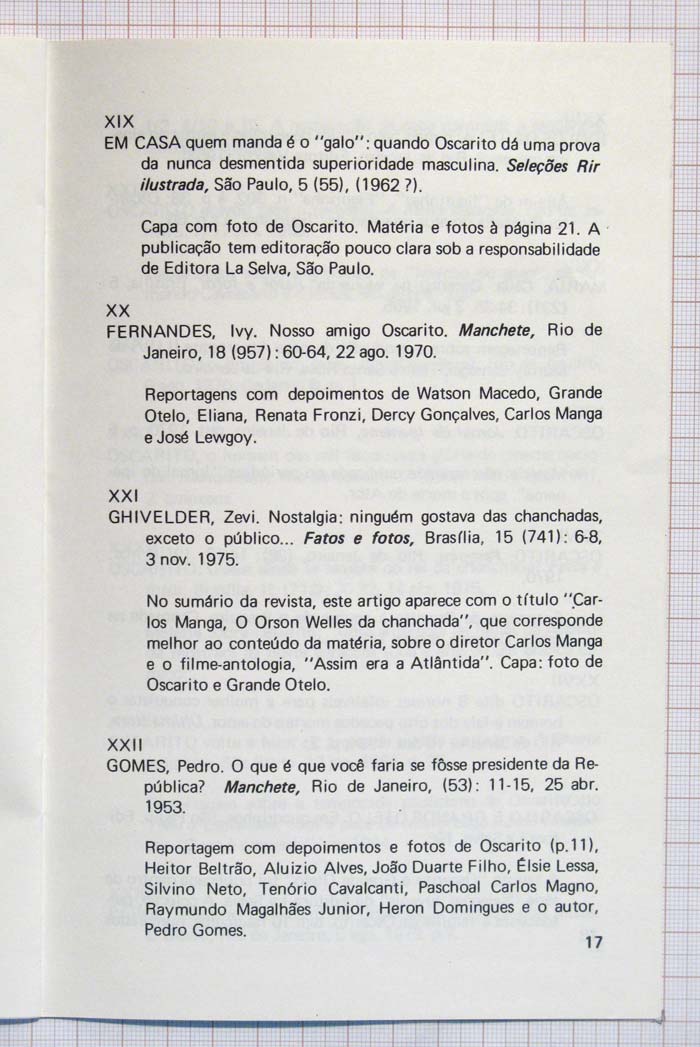 XIX
EM CASA quem manda é o "galo": quando Oscarito dá uma prova
da nunca desmentida superioridade masculina. Seleções Rir
ilustrada, São Paulo, 5 (55), (1962 ?).
Capa com foto de Oscarito. Matéria e fotos à página 21. A
publicação tem editoração pouco clara sob a responsabilidade
de Editora La Selva, São Paulo.
XX
FERNANDES, Ivy. Nosso amigo Oscarito. Manchete, Rio de
Janeiro, 18 (957) : 60-64, 22 ago. 1970.
Reportagens com depoimentos de Watson Macedo, Grande
Otelo, Eliana, Renata Fronzi, Dercy Gonçalves, Carlos Manga
e José Lewgoy.
XXI
GHIVELDER, Zevi. Nostalgia: ninguém gostava das chanchadas,
exceto o público... Fatos e fotos, Brasília, 15 (741) : 6-8,
3 nov. 1975.
No sumário da revista, este artigo aparece com o título "Car-
los Manga, O Orson Welles da chanchada", que corresponde
melhor ao conteúdo da matéria, sobre o diretor Carlos Manga
e o filme-antologia, "Assim era a Atlântida". Capa: foto de
Oscarito e Grande Otelo.
XXII
GOMES, Pedro. O que é que você faria se fôsse presidente da Re-
pública? Manchete, Rio de Janeiro, (53) : 11-15, 25 abr.
1953.
Reportagem com depoimentos e fotos de Oscarito (p.11),
Heitor Beltrão, Aluizio Alves, João Duarte Filho, Élsie Lessa,
Silvino Neto, Tenório Cavalcanti, Paschoal Carlos Magno,
Raymundo Magalhães Junior, Heron Domingues e o autor,
Pedro Gomes.
17